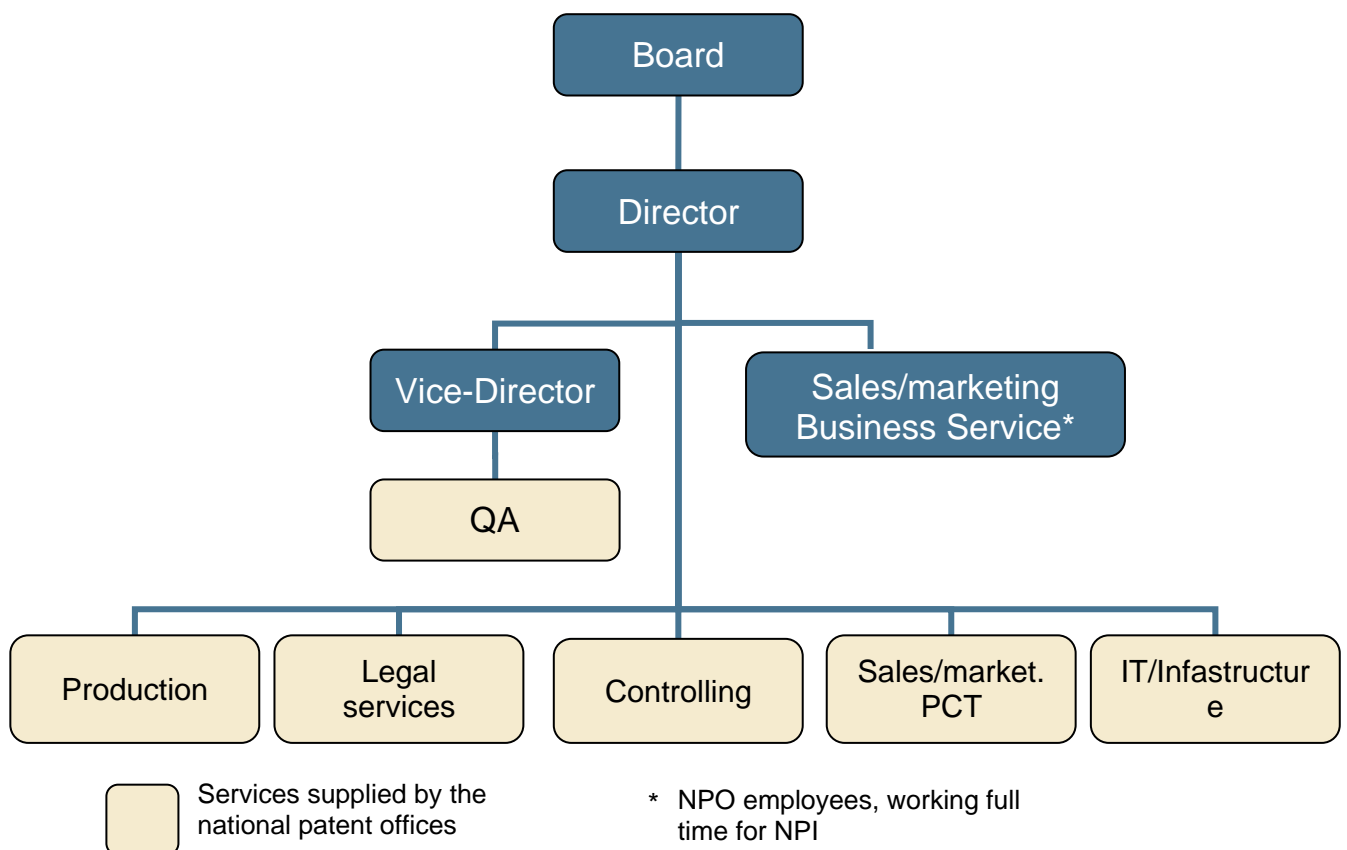 Board
Director
Vice-Director
Sales/marketing
Business Service*
QA
Production
Legal
services
Controlling
Sales/market.
PCT
IT/Infastructur
e
Services supplied by the
national patent offices
* NPO employees, working full
time for NPI